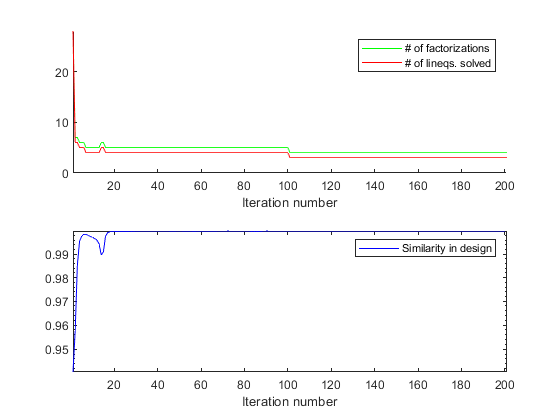 # of factorizations
# of lineqs. solved
20
10
0
20 40 60 80 100 120 140 160 180 200
Iteration number
Similarity in design
0.99
0.98
0.97
0.96
0.95
20 40 60 80 100 120 140 160 180 200
Iteration number